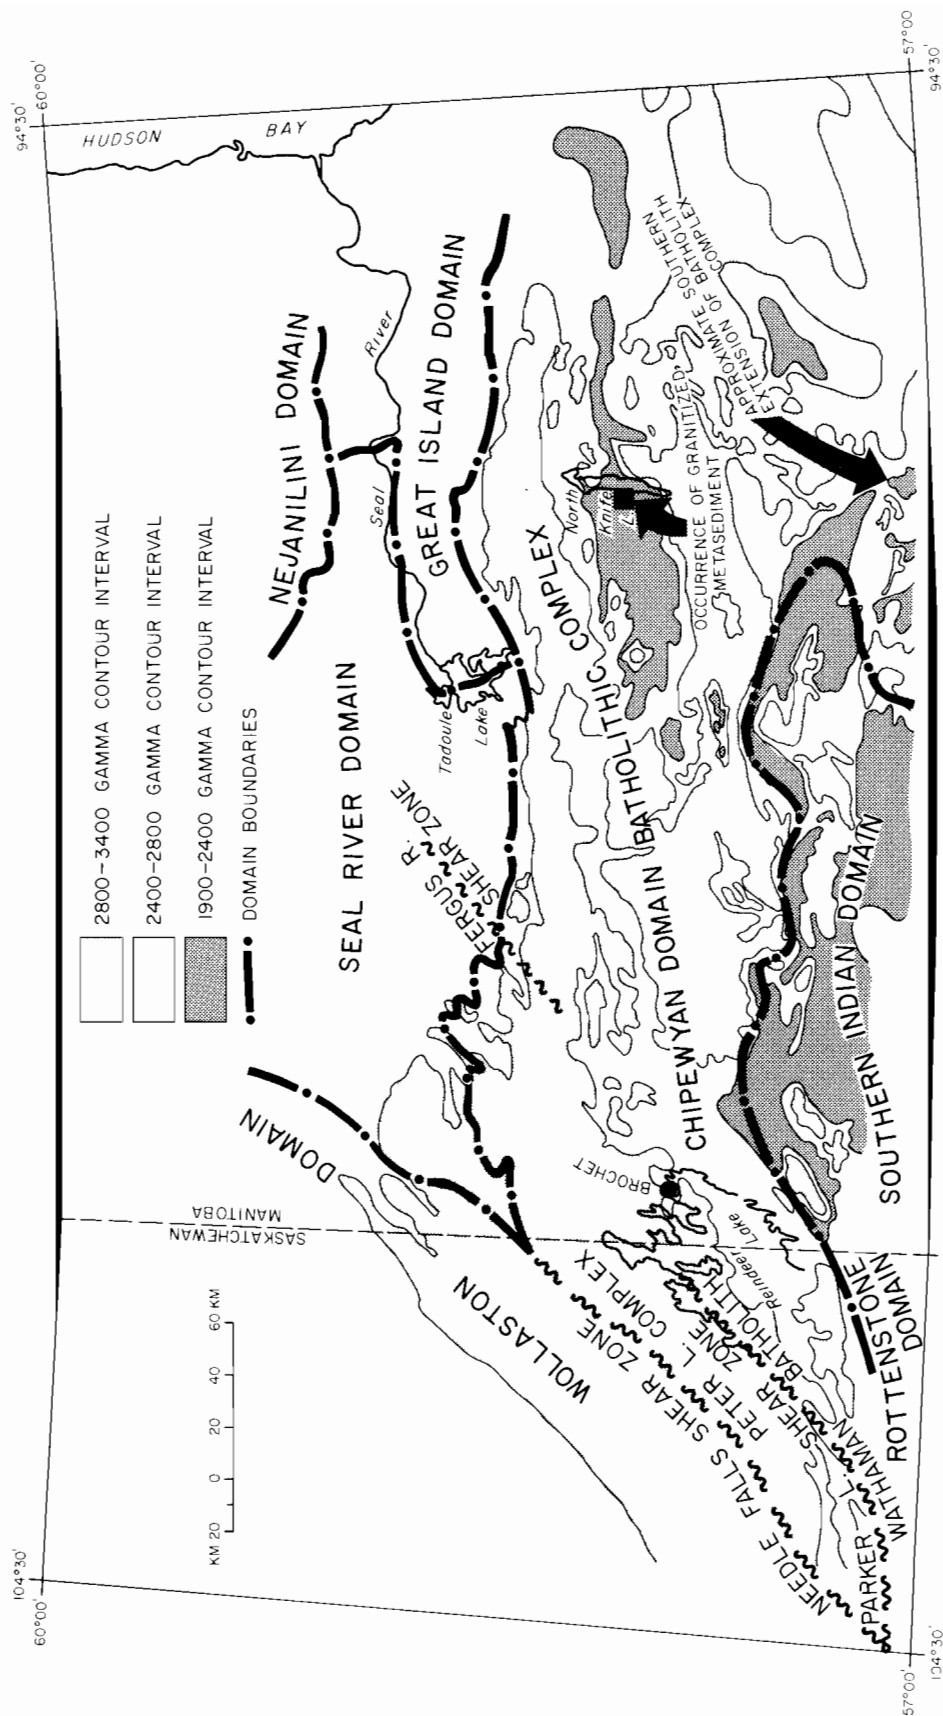 104°30'
60°00'
94°30'
60°00'
HUDSON
BAY
2800-3400 GAMMA CONTOUR INTERVAL
2400-2800 GAMMA CONTOUR INTERVAL
1900-2400 GAMMA CONTOUR INTERVAL
DOMAIN BOUNDARIES
KM 20 0 20 40 60 KM
SASKATCHEWAN
MANITOBA
WOLLASTON
DOMAIN
SEAL RIVER DOMAIN
NEJANILINI DOMAIN
GREAT ISLAND DOMAIN
Seal
River
Tadoule
Lake
FERGUS R.
SHEAR ZONE
NEEDLE FALLS SHEAR ZONE
PETER L. COMPLEX
PARKER L. SHEAR ZONE
WATHAMAN BATHOLITH
Reindeer Lake
BROCHET
CHIPEWYAN DOMAIN BATHOLITHIC COMPLEX
North
Knife
L.
OCCURRENCE OF GRANITIZED
METASEDIMENT
APPROXIMATE SOUTHERN
EXTENSION OF BATHOLITH
COMPLEX
ROTTENSTONE
DOMAIN
SOUTHERN INDIAN DOMAIN
57°00'
104°30'
57°00
94°30'